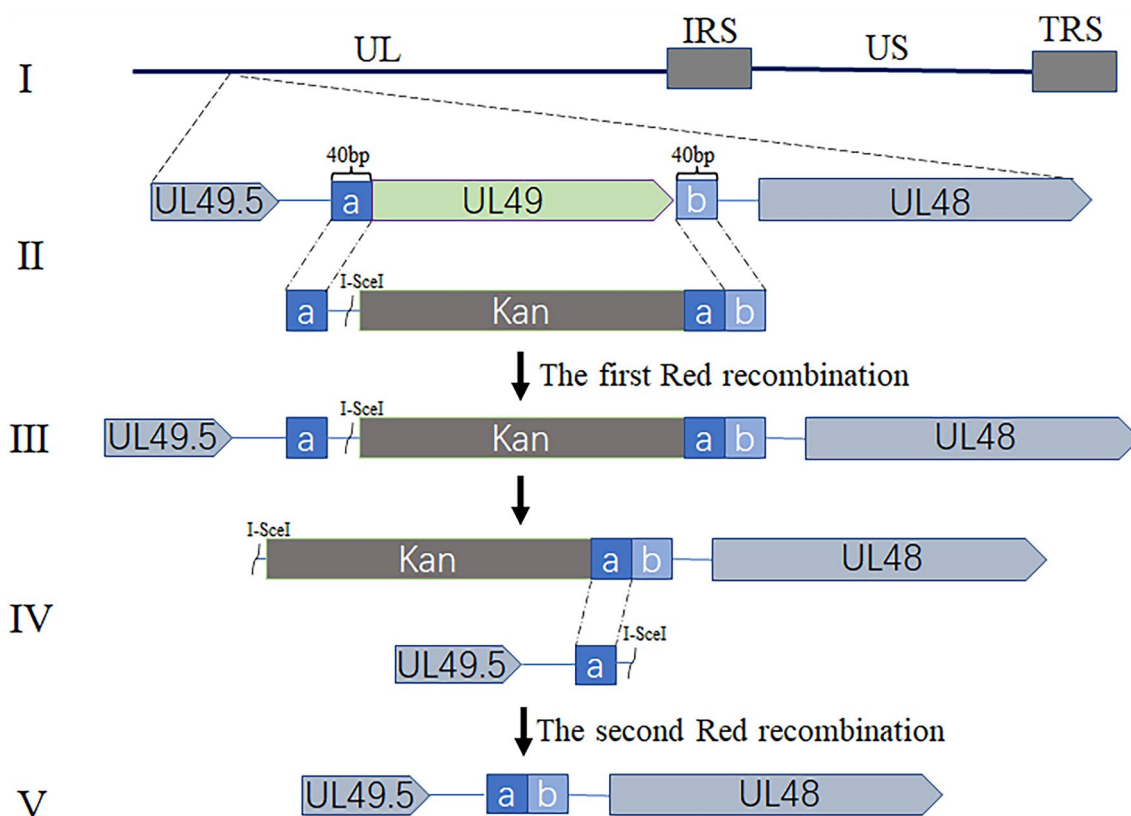 I UL IRS US TRS
40bp 40bp
UL49.5 a UL49 b UL48
II
I-SceI
a Kan a b
The first Red recombination
I-SceI
III UL49.5 a Kan a b UL48
I-SceI
Kan a b UL48
IV
I-SceI
UL49.5 a
The second Red recombination
V UL49.5 a b UL48